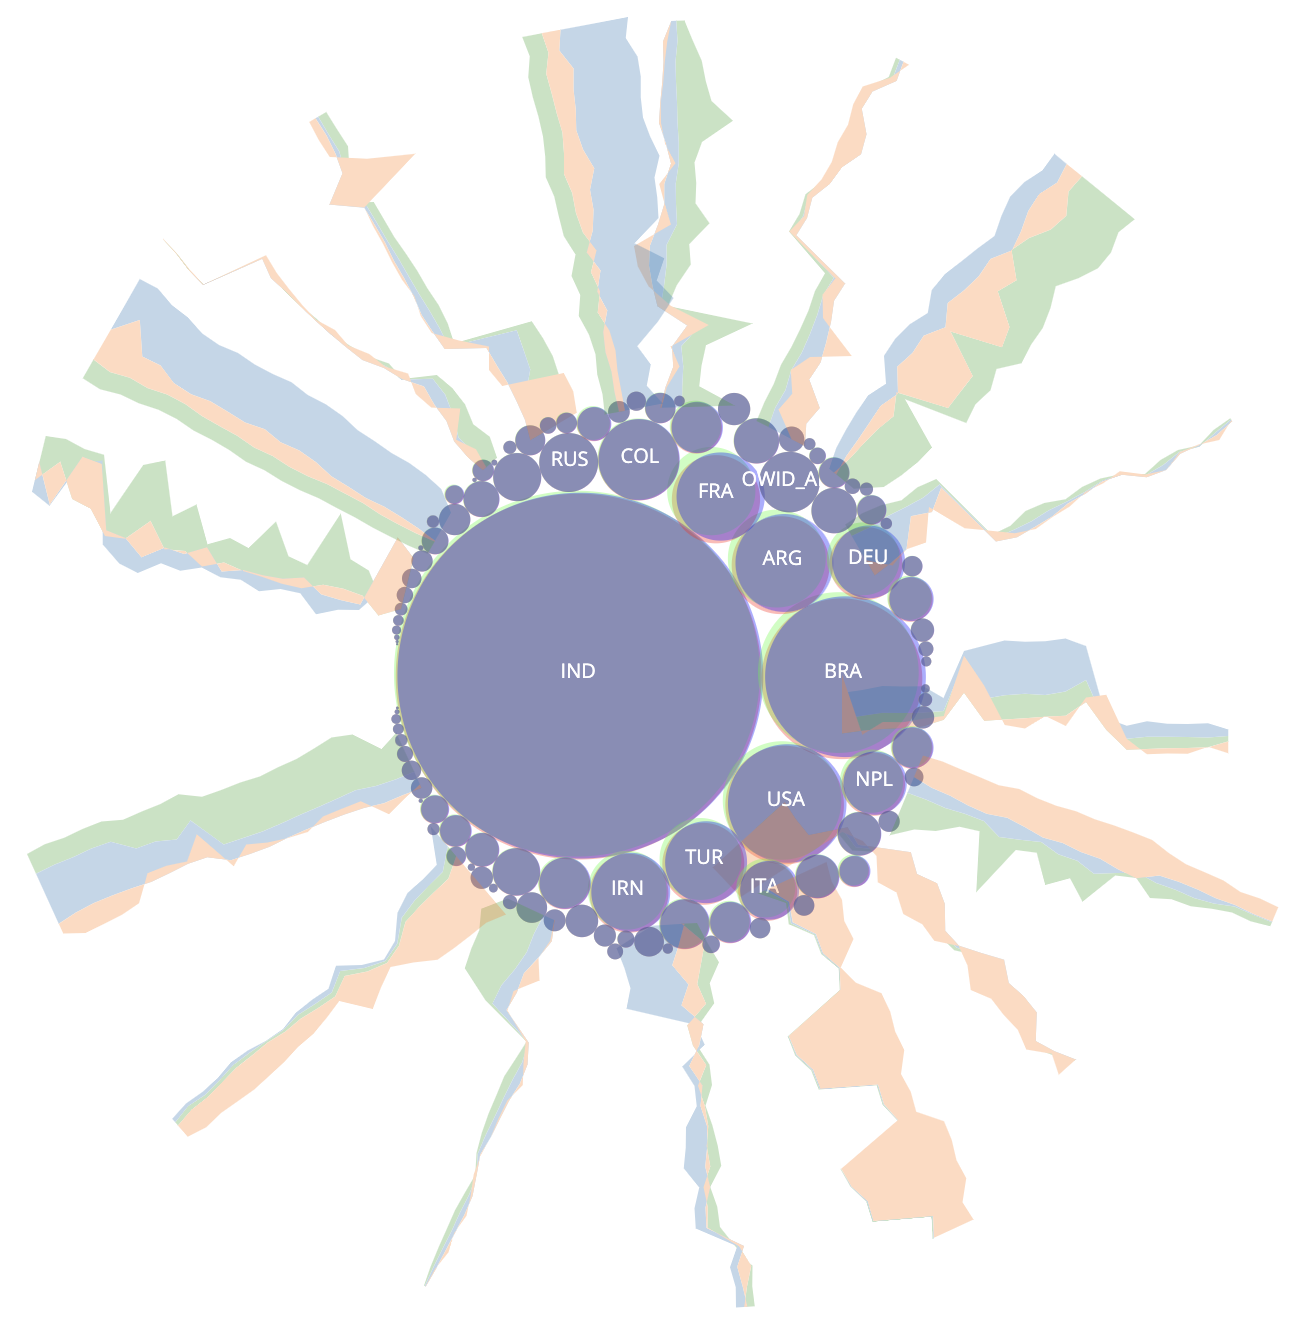 RUS
COL
FRA
OWID_A
ARG
DEU
IND
BRA
NPL
USA
TUR
IRN
ITA